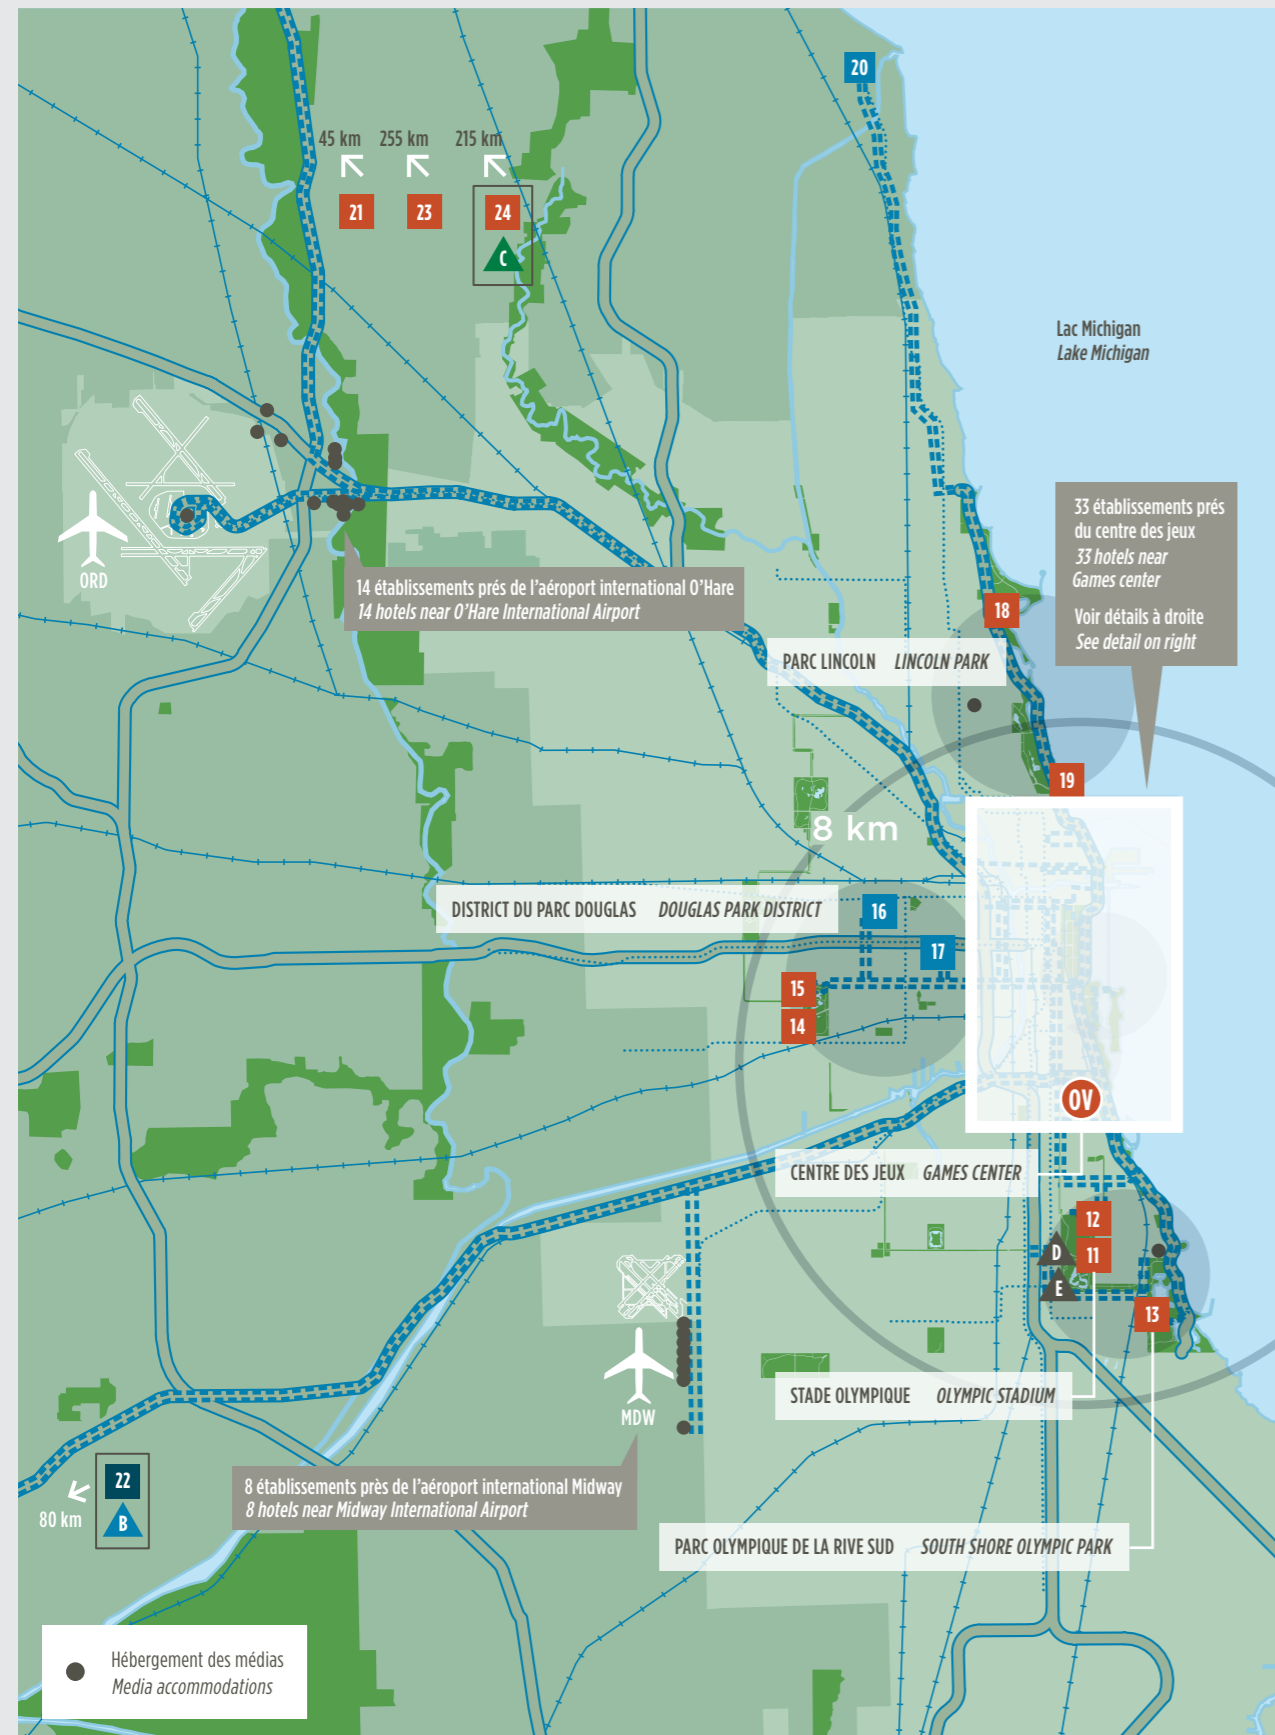 20
45 km
255 km
215 km
21
23
24
C
Lac Michigan
Lake Michigan
33 établissements prés
du centre des jeux
33 hotels near
Games center
Voir détails à droite
See detail on right
ORD
14 établissements prés de l'aéroport international O'Hare
14 hotels near O'Hare International Airport
18
PARC LINCOLN LINCOLN PARK
19
8 km
DISTRICT DU PARC DOUGLAS DOUGLAS PARK DISTRICT
16
17
15
14
OV
CENTRE DES JEUX GAMES CENTER
12
D
11
E
13
MDW
STADE OLYMPIQUE OLYMPIC STADIUM
22
B
80 km
8 établissements près de l'aéroport international Midway
8 hotels near Midway International Airport
PARC OLYMPIQUE DE LA RIVE SUD SOUTH SHORE OLYMPIC PARK
Hébergement des médias
Media accommodations